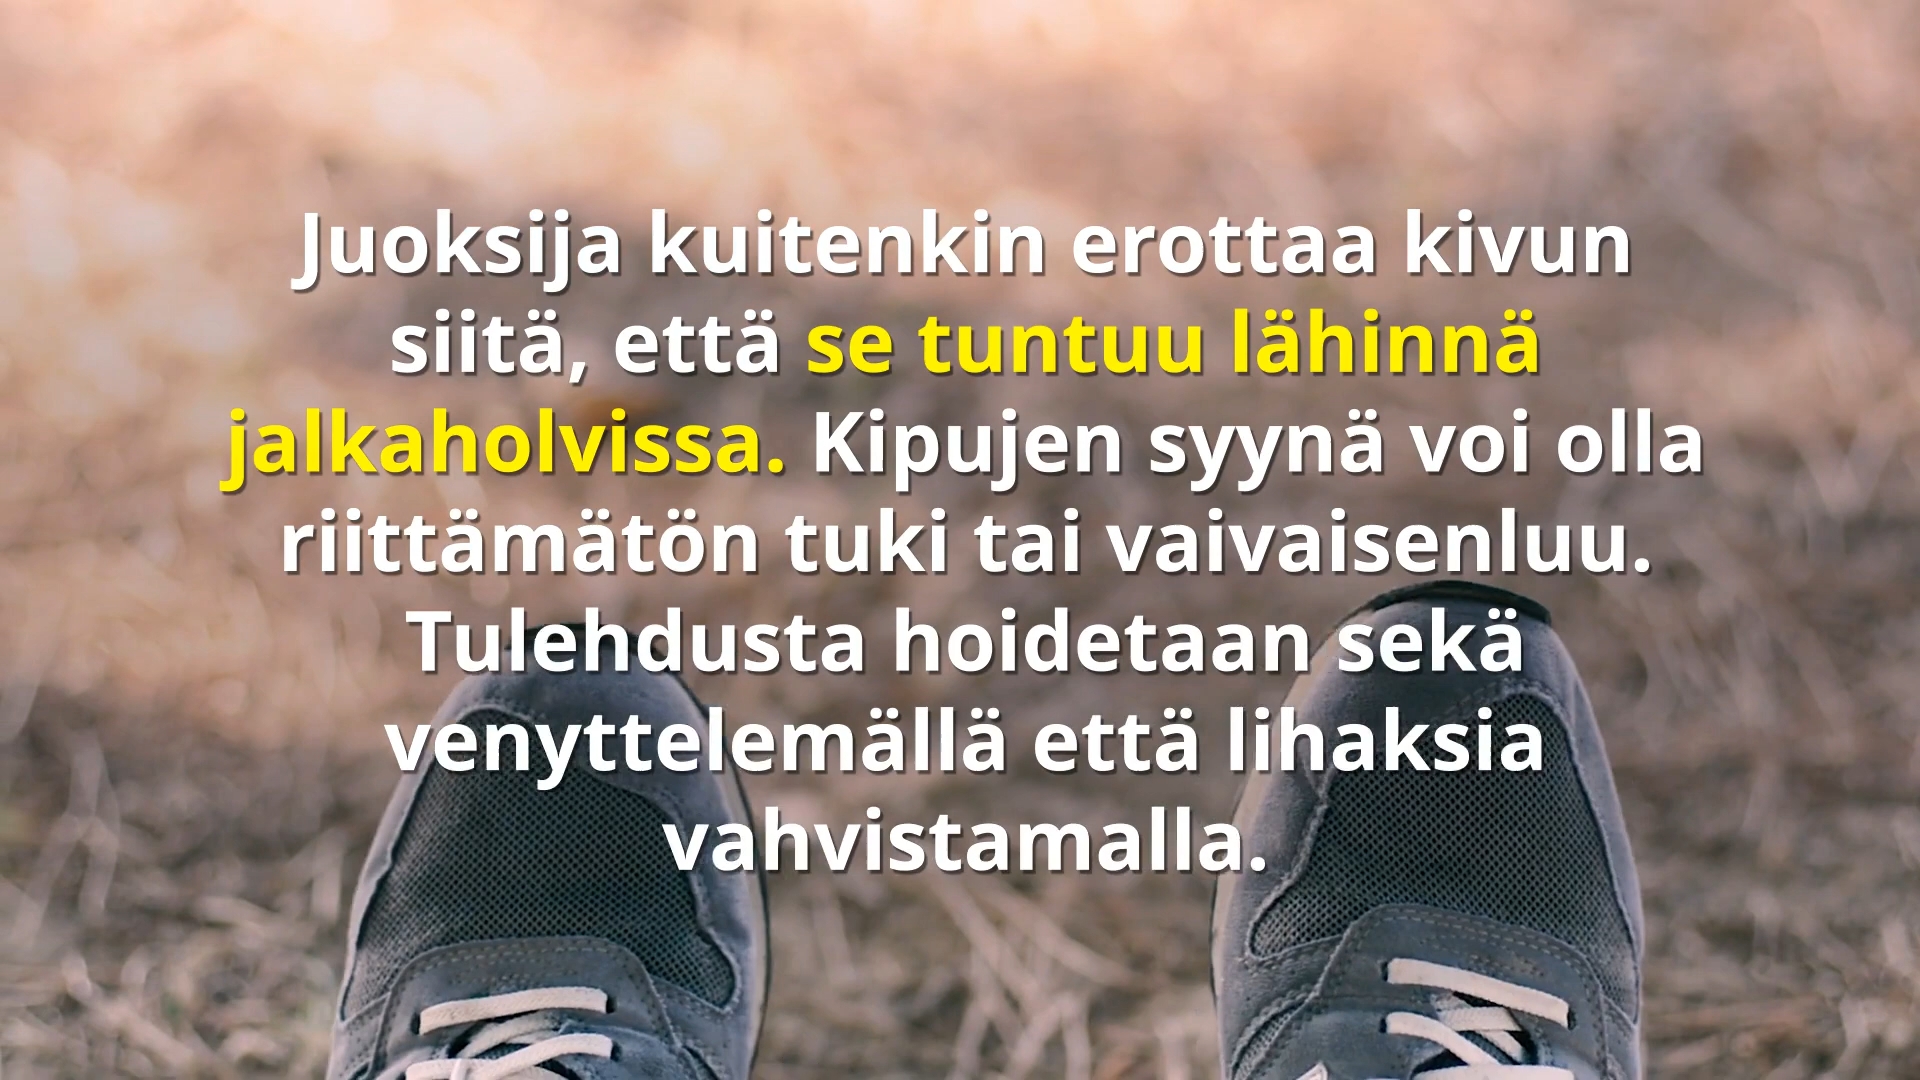 Juoksija kuitenkin erottaa kivun
siitä, että se tuntuu lähinnä
jalkaholvissa. Kipujen syynä voi olla
riittämätön tuki tai vaivaisenluu.
Tulehdusta hoidetaan sekä
venyttelemällä että lihaksia
vahvistamalla.